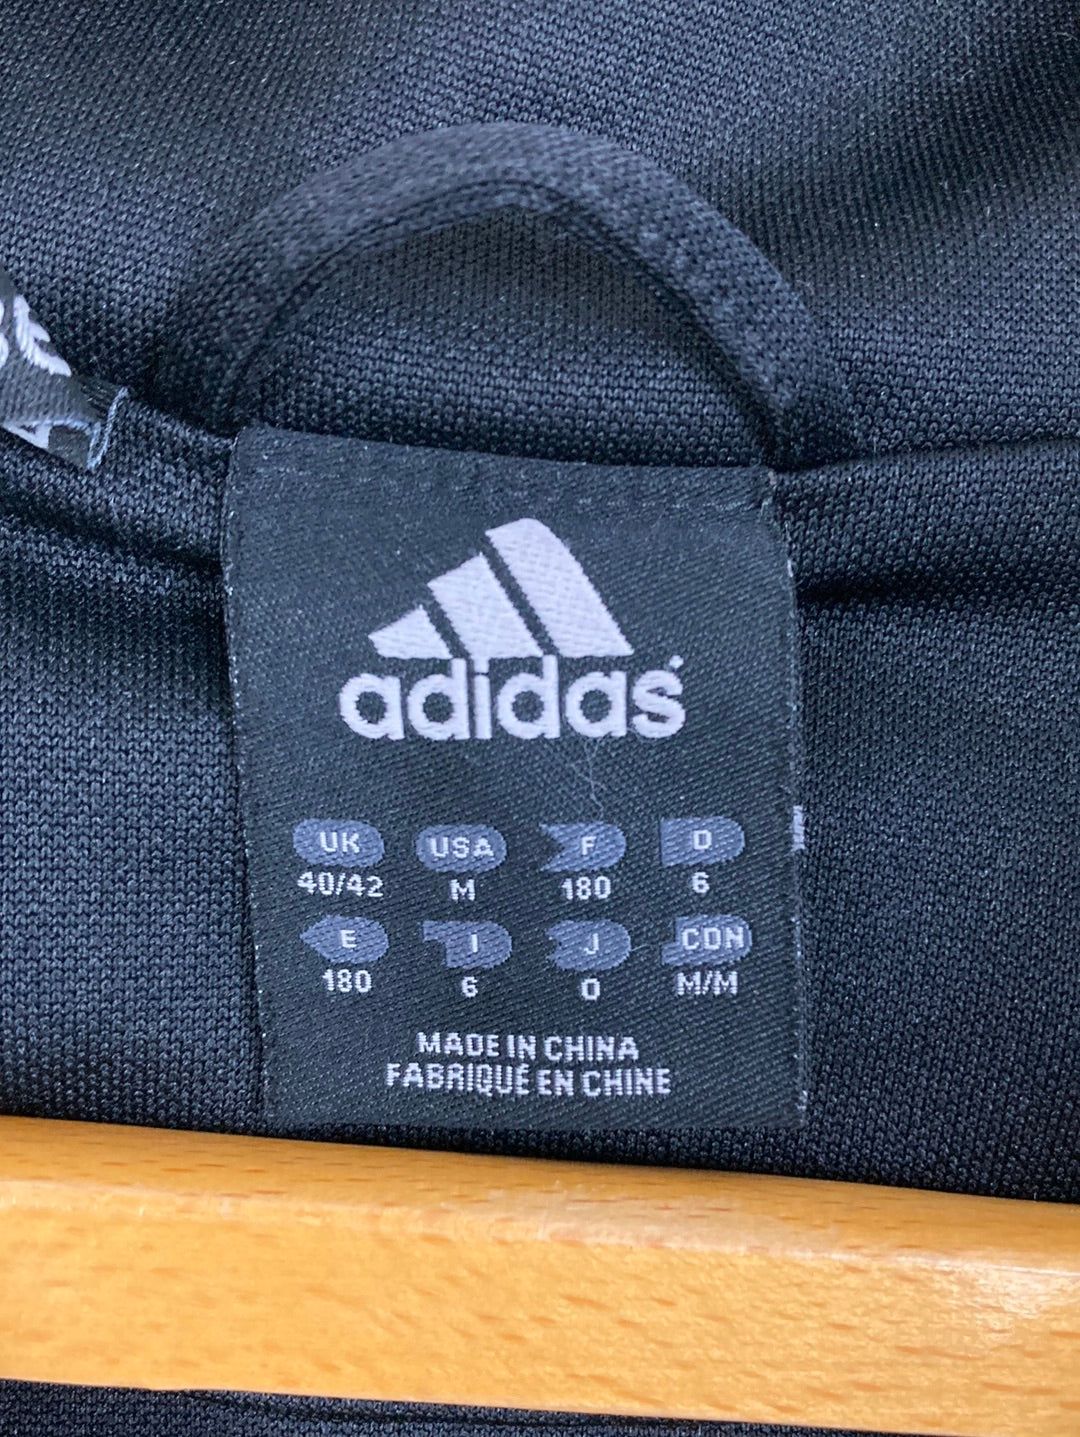 adidas
UK USA F D
40/42 M 180 6
E I J CDN
180 6 O M/M
MADE IN CHINA
FABRIQUÉ EN CHINE